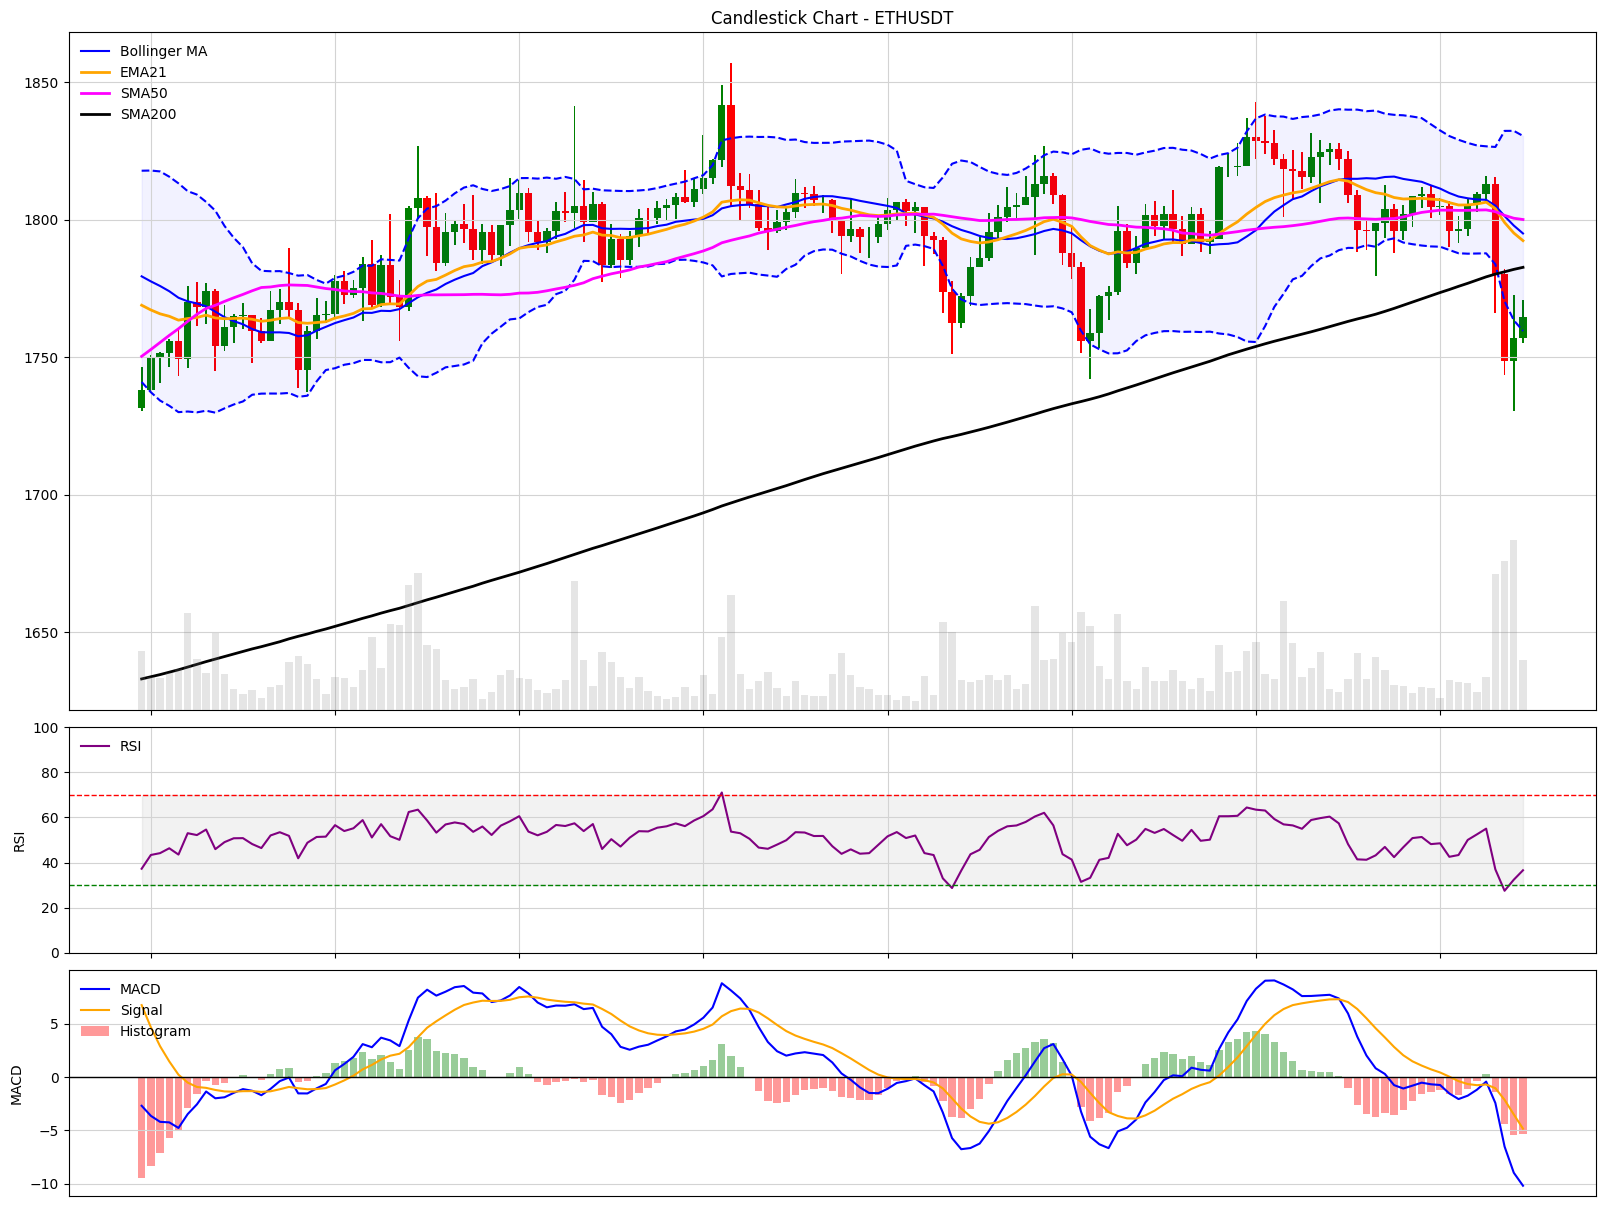 Candlestick Chart - ETHUSDT
Bollinger MA
EMA21
SMA50
SMA200
1850
1800
1750
1700
1650
RSI
100
80
60
40
20
0
RSI
MACD
Signal
Histogram
5
0
−5
−10
MACD